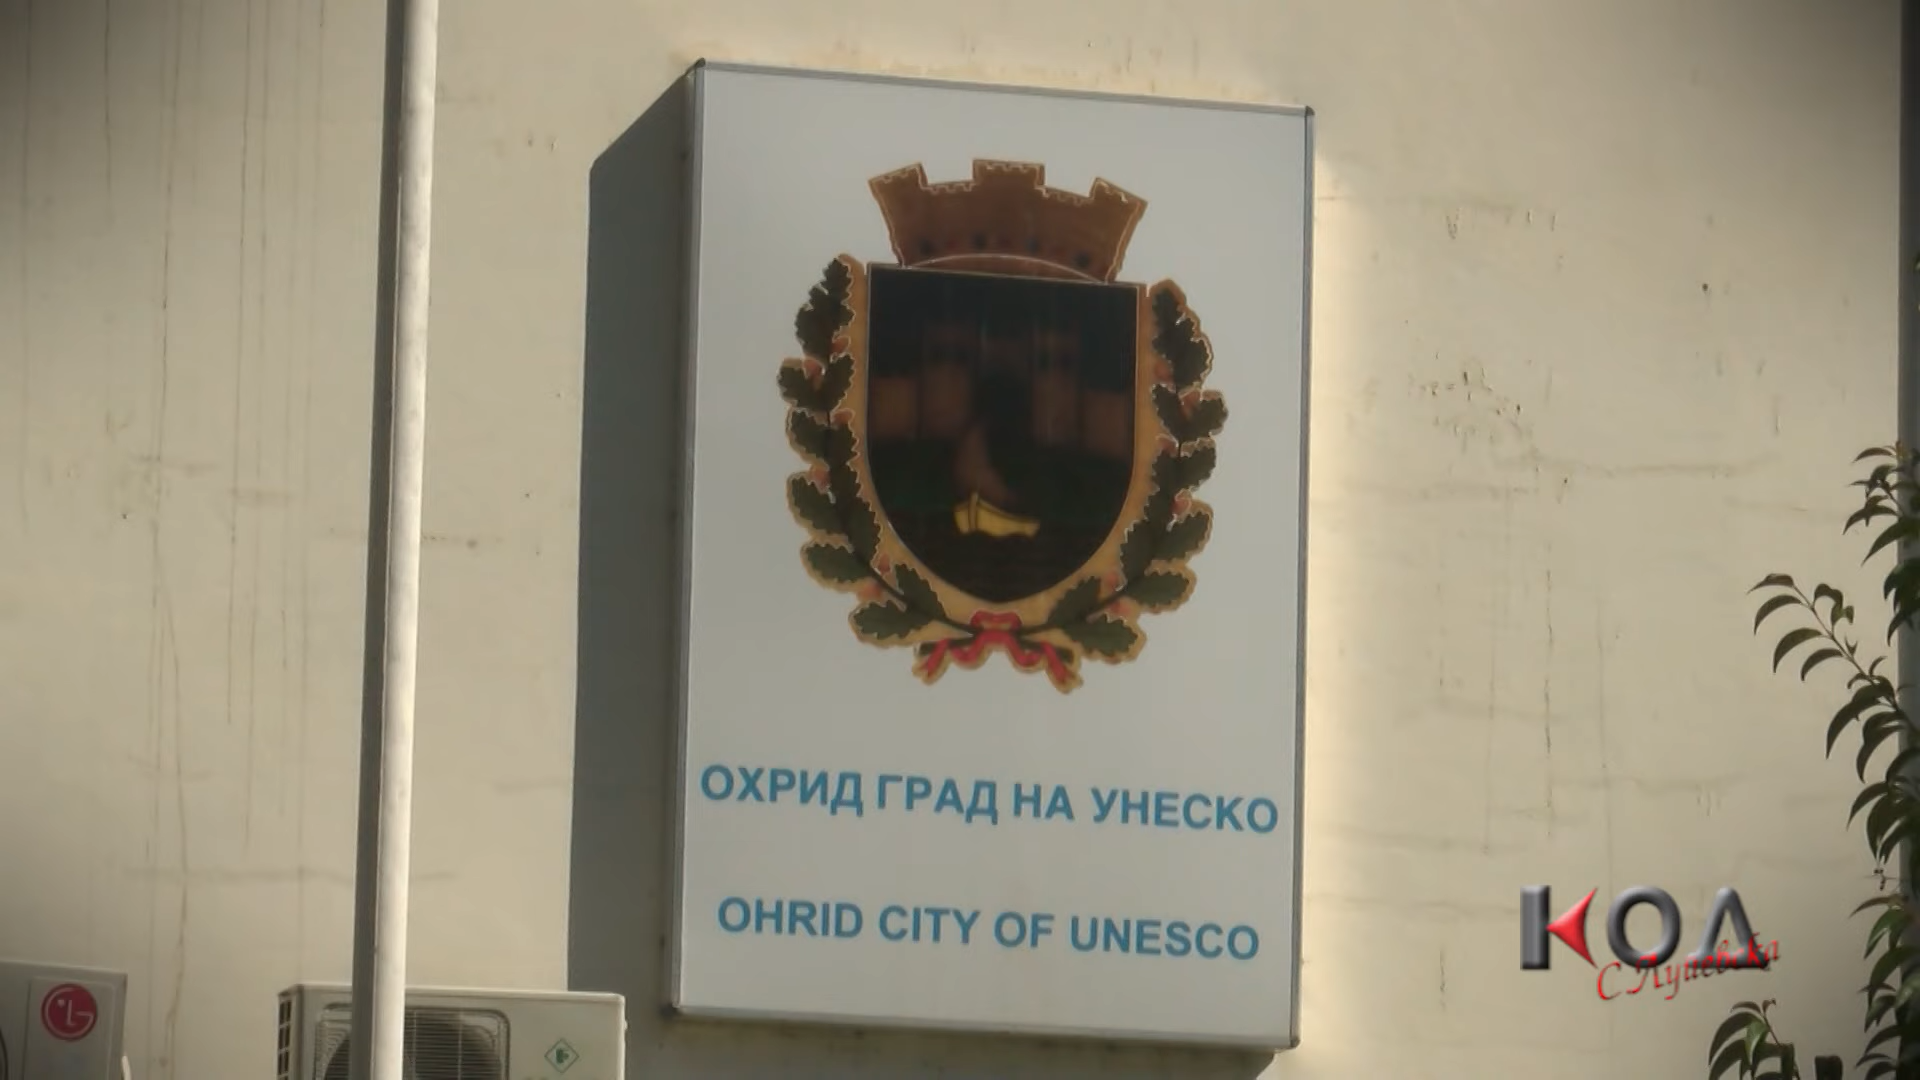 ОХРИД ГРАД НА УНЕСКО
OHRID CITY OF UNESCO
КОД
LG